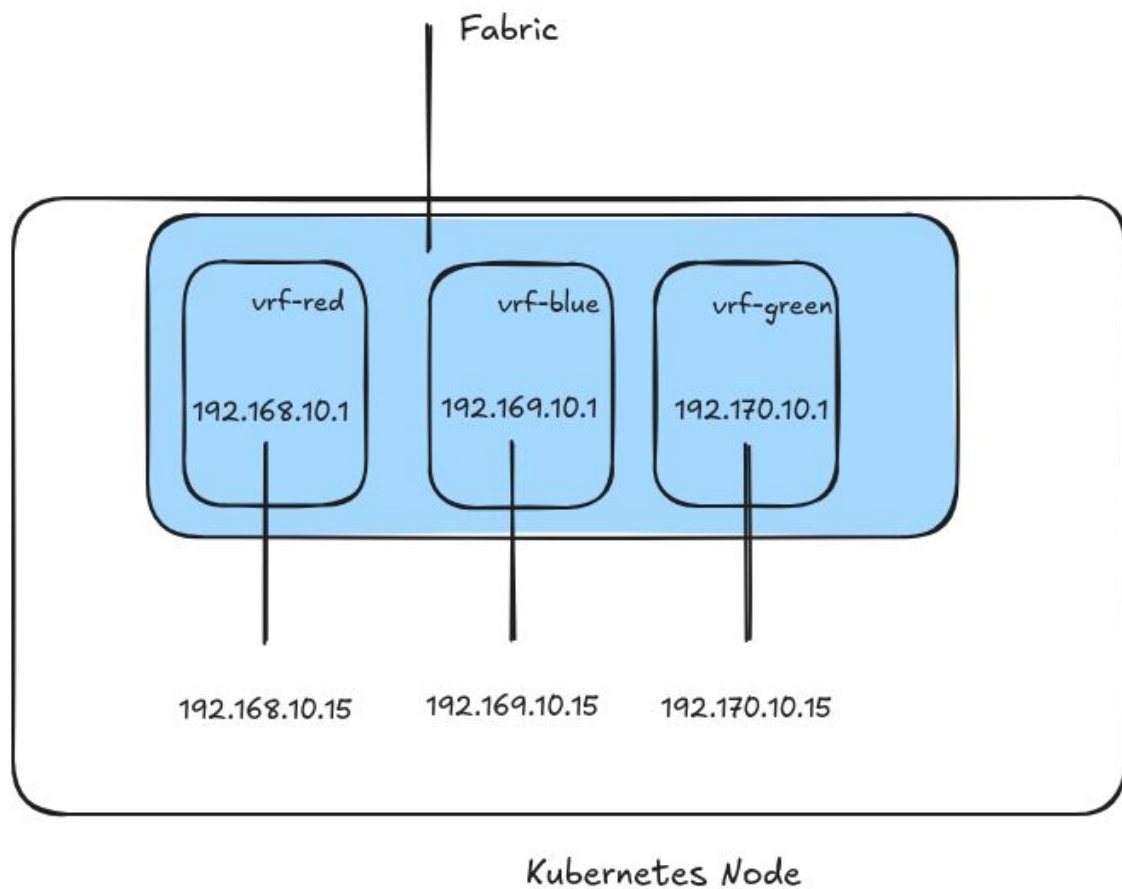 Fabric
vrf-red
vrf-blue
vrf-green
192.168.10.1
192.169.10.1
192.170.10.1
192.168.10.15
192.169.10.15
192.170.10.15
Kubernetes Node